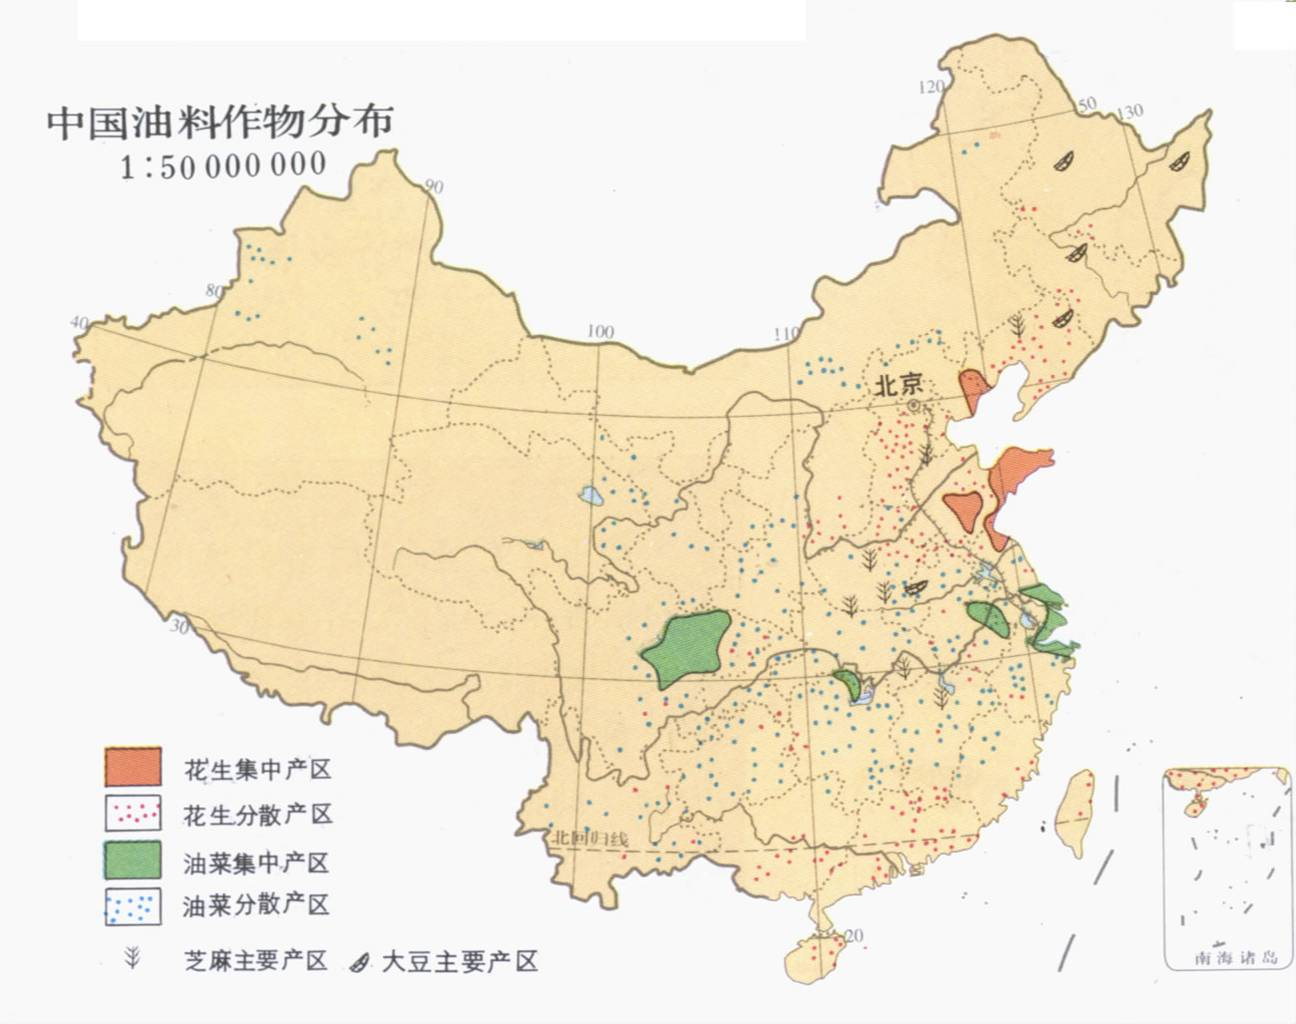 中国油料作物分布
1:50 000 000
120
50
130
90
80
40
100
110
北京
30
北回归线
20
花生集中产区
花生分散产区
油菜集中产区
油菜分散产区
芝麻主要产区
大豆主要产区
南海诸岛